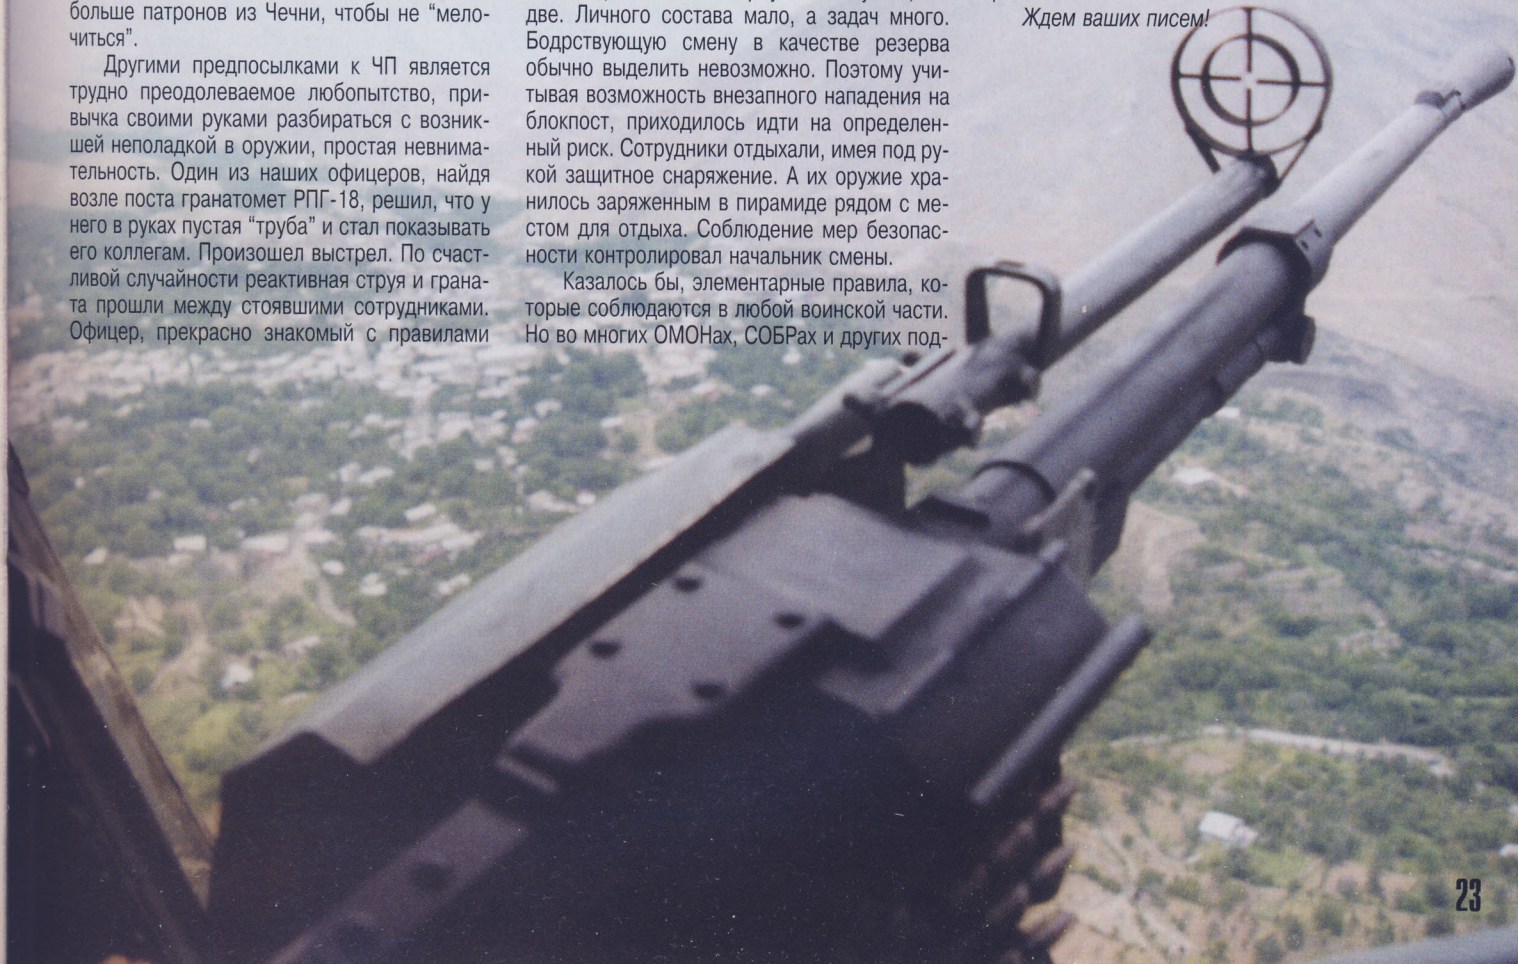 больше патронов из Чечни, чтобы не “мело-
читься”.
Другими предпосылками к ЧП является
трудно преодолеваемое любопытство, при-
вычка своими руками разбираться с возник-
шей неполадкой в оружии, простая невнима-
тельность. Один из наших офицеров, найдя
возле поста гранатомет РПГ-18, решил, что у
него в руках пустая “труба” и стал показывать
его коллегам. Произошел выстрел. По счаст-
ливой случайности реактивная струя и грана-
та прошли между стоявшими сотрудниками.
Офицер, прекрасно знакомый с правилами
две. Личного состава мало, а задач много.
Бодрствующую смену в качестве резерва
обычно выделить невозможно. Поэтому учи-
тывая возможность внезапного нападения на
блокпост, приходилось идти на определен-
ный риск. Сотрудники отдыхали, имея под ру-
кой защитное снаряжение. А их оружие хра-
нилось заряженным в пирамиде рядом с ме-
стом для отдыха. Соблюдение мер безопас-
ности контролировал начальник смены.
Казалось бы, элементарные правила, ко-
торые соблюдаются в любой воинской части.
Но во многих ОМОНах, СОБРах и других под-
Ждем ваших писем!
23